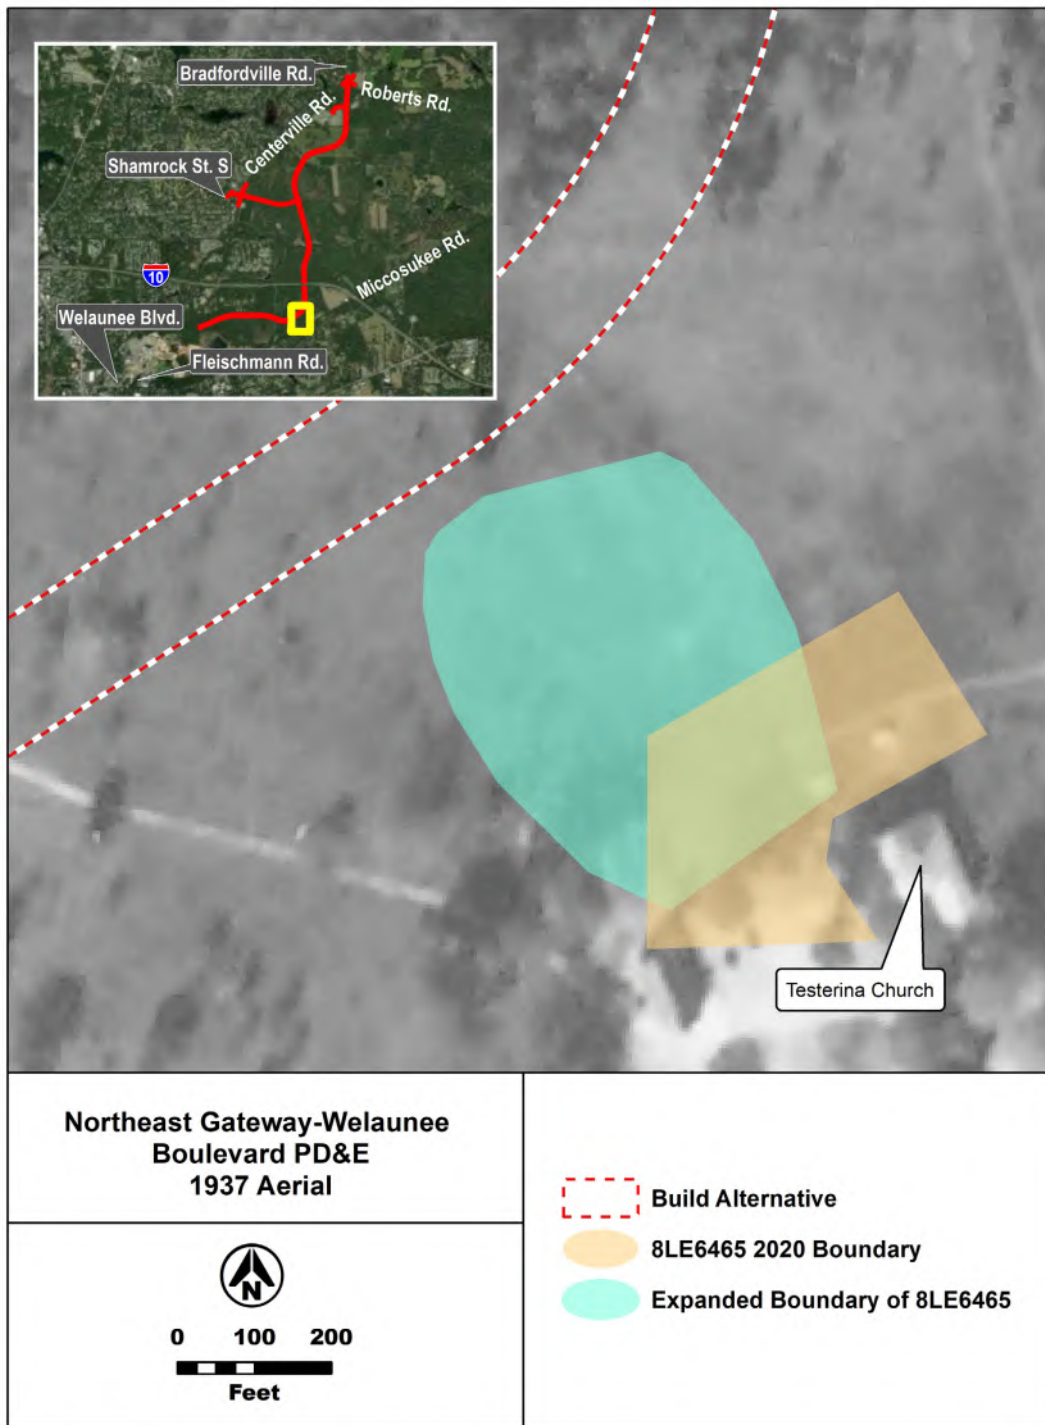 Bradfordville Rd.
Roberts Rd.
Centerville Rd.
Shamrock St. S
Miccosukee Rd.
10
Welaunee Blvd.
Fleischmann Rd.
Testerina Church
Northeast Gateway-Welaunee
Boulevard PD&E
1937 Aerial
N
0 100 200
Feet
Build Alternative
8LE6465 2020 Boundary
Expanded Boundary of 8LE6465